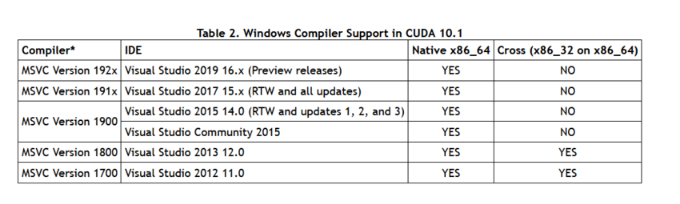 Table 2. Windows Compiler Support in CUDA 10.1
Compiler* IDE Native x86_64 Cross (x86_32 on x86_64)
MSVC Version 192x Visual Studio 2019 16.x (Preview releases) YES NO
MSVC Version 191x Visual Studio 2017 15.x (RTW and all updates) YES NO
MSVC Version 1900 Visual Studio 2015 14.0 (RTW and updates 1, 2, and 3) YES NO
Visual Studio Community 2015 YES NO
MSVC Version 1800 Visual Studio 2013 12.0 YES YES
MSVC Version 1700 Visual Studio 2012 11.0 YES YES